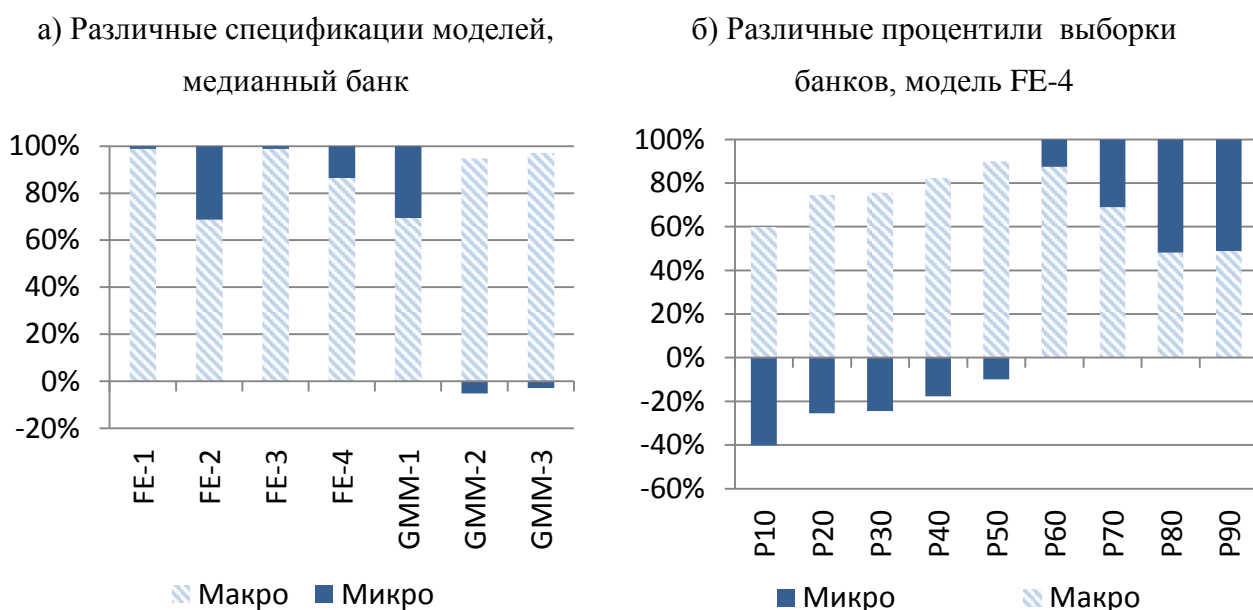 а) Различные спецификации моделей,
медианный банк
100%
80%
60%
40%
20%
0%
-20%
FE-1
FE-2
FE-3
FE-4
GMM-1
GMM-2
GMM-3
Макро
Микро
б) Различные процентили выборки
банков, модель FE-4
100%
80%
60%
40%
20%
0%
-20%
-40%
-60%
P10
P20
P30
P40
P50
P60
P70
P80
P90
Микро
Макро